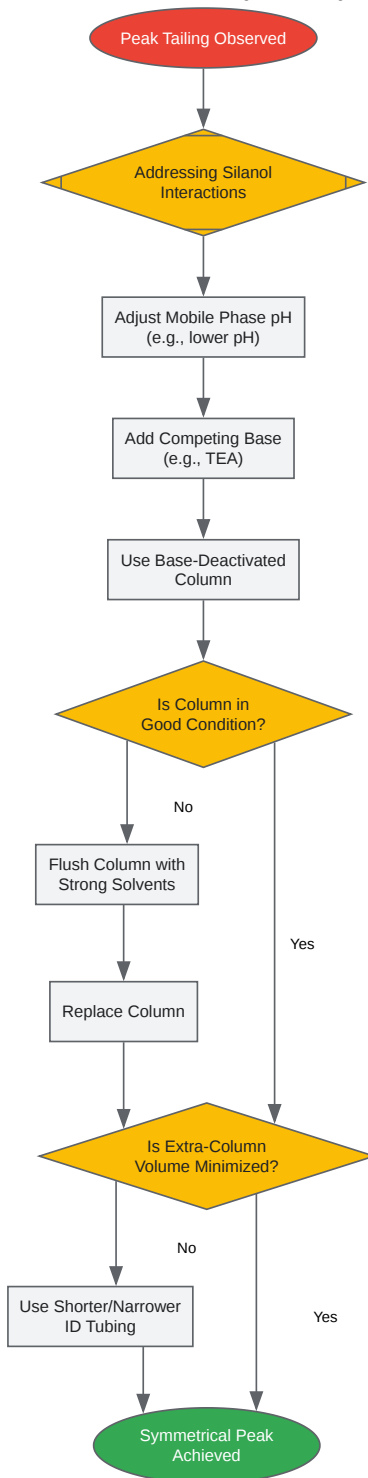 Peak Tailing Observed
Addressing Silanol
Interactions
Adjust Mobile Phase pH
(e.g., lower pH)
Add Competing Base
(e.g., TEA)
Use Base-Deactivated
Column
Is Column in
Good Condition?
No
Flush Column with
Strong Solvents
Yes
Replace Column
Is Extra-Column
Volume Minimized?
No
Use Shorter/Narrower
ID Tubing
Yes
Symmetrical Peak
Achieved